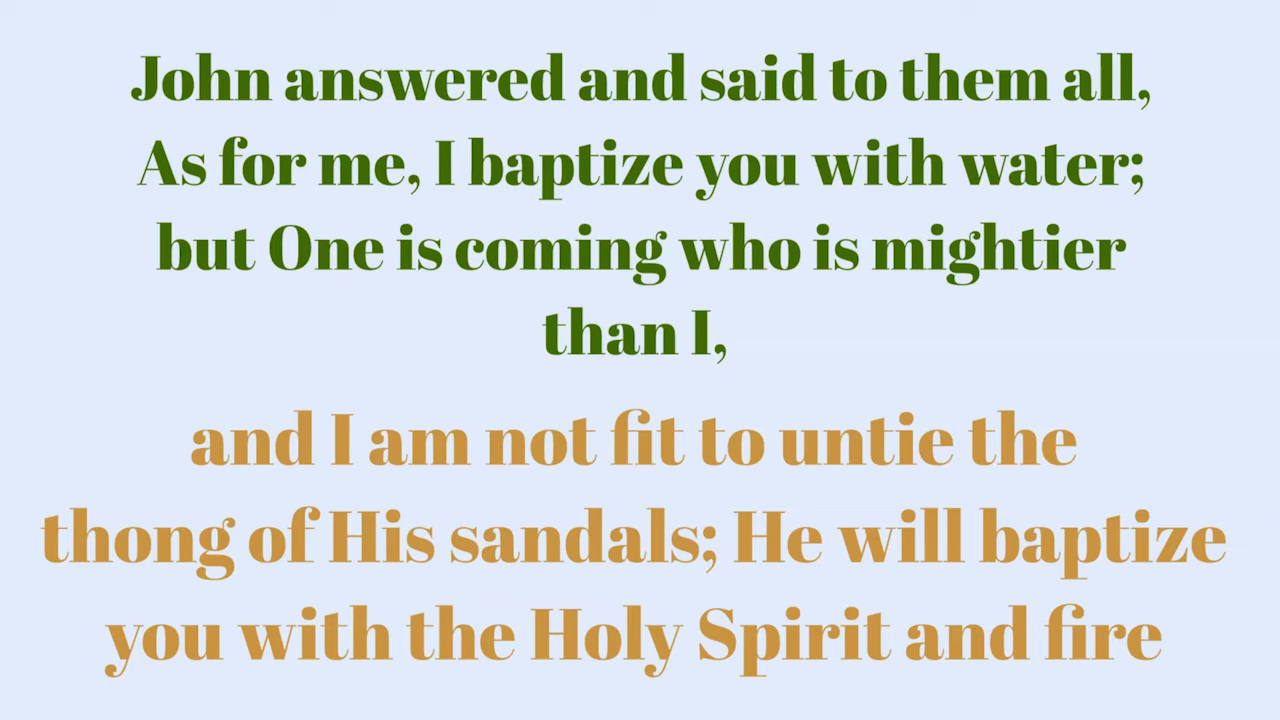 John answered and said to them all,
As for me, I baptize you with water;
but One is coming who is mightier
than I,
and I am not fit to untie the
thong of His sandals; He will baptize
you with the Holy Spirit and fire